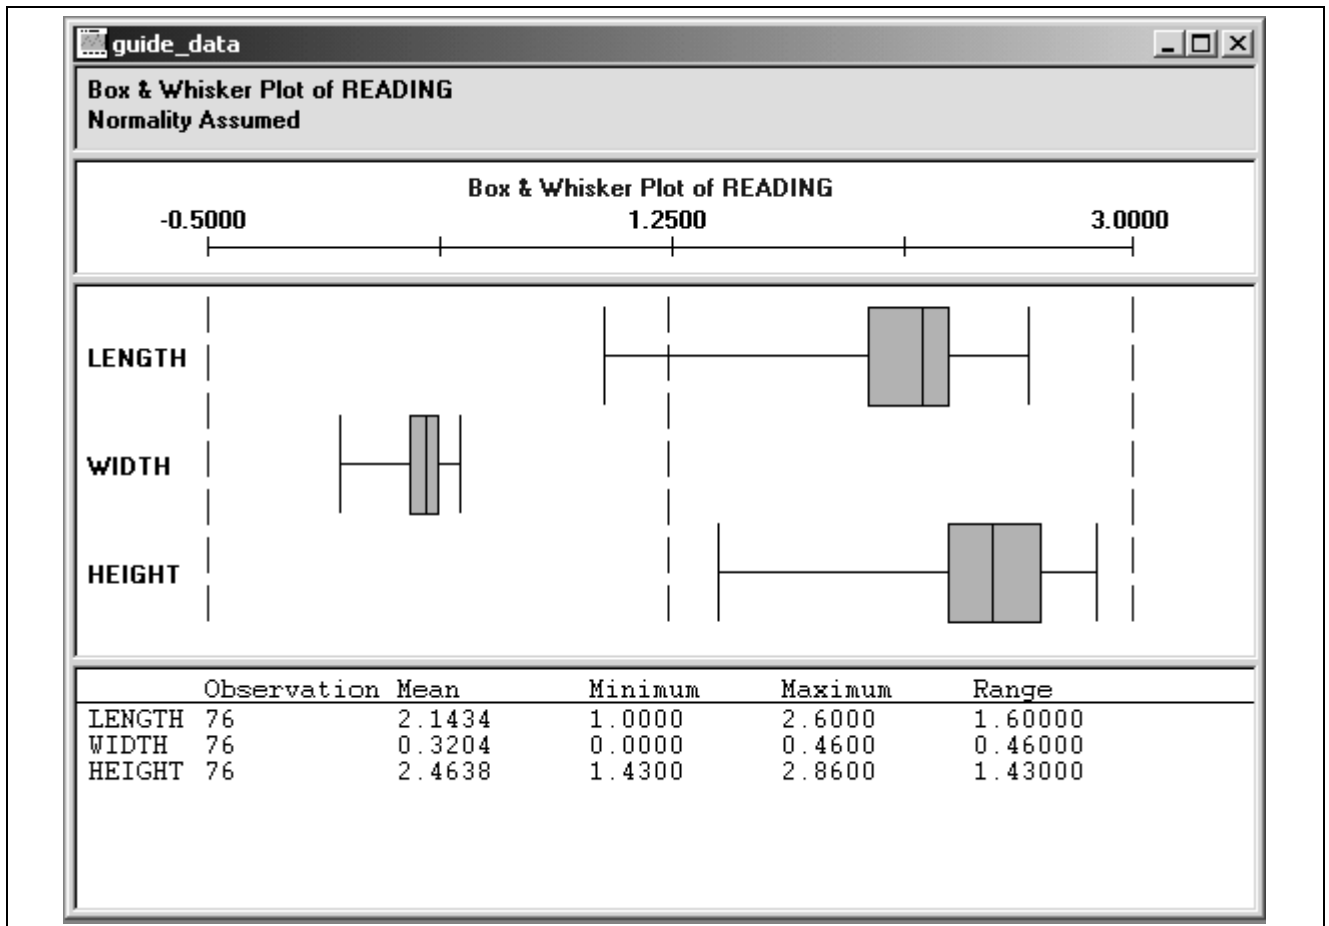 guide_data
Box & Whisker Plot of READING
Normality Assumed
Box & Whisker Plot of READING
-0.5000 1.2500 3.0000
LENGTH
WIDTH
HEIGHT
Observation Mean Minimum Maximum Range
LENGTH 76 2.1434 1.0000 2.6000 1.60000
WIDTH 76 0.3204 0.0000 0.4600 0.46000
HEIGHT 76 2.4638 1.4300 2.8600 1.43000